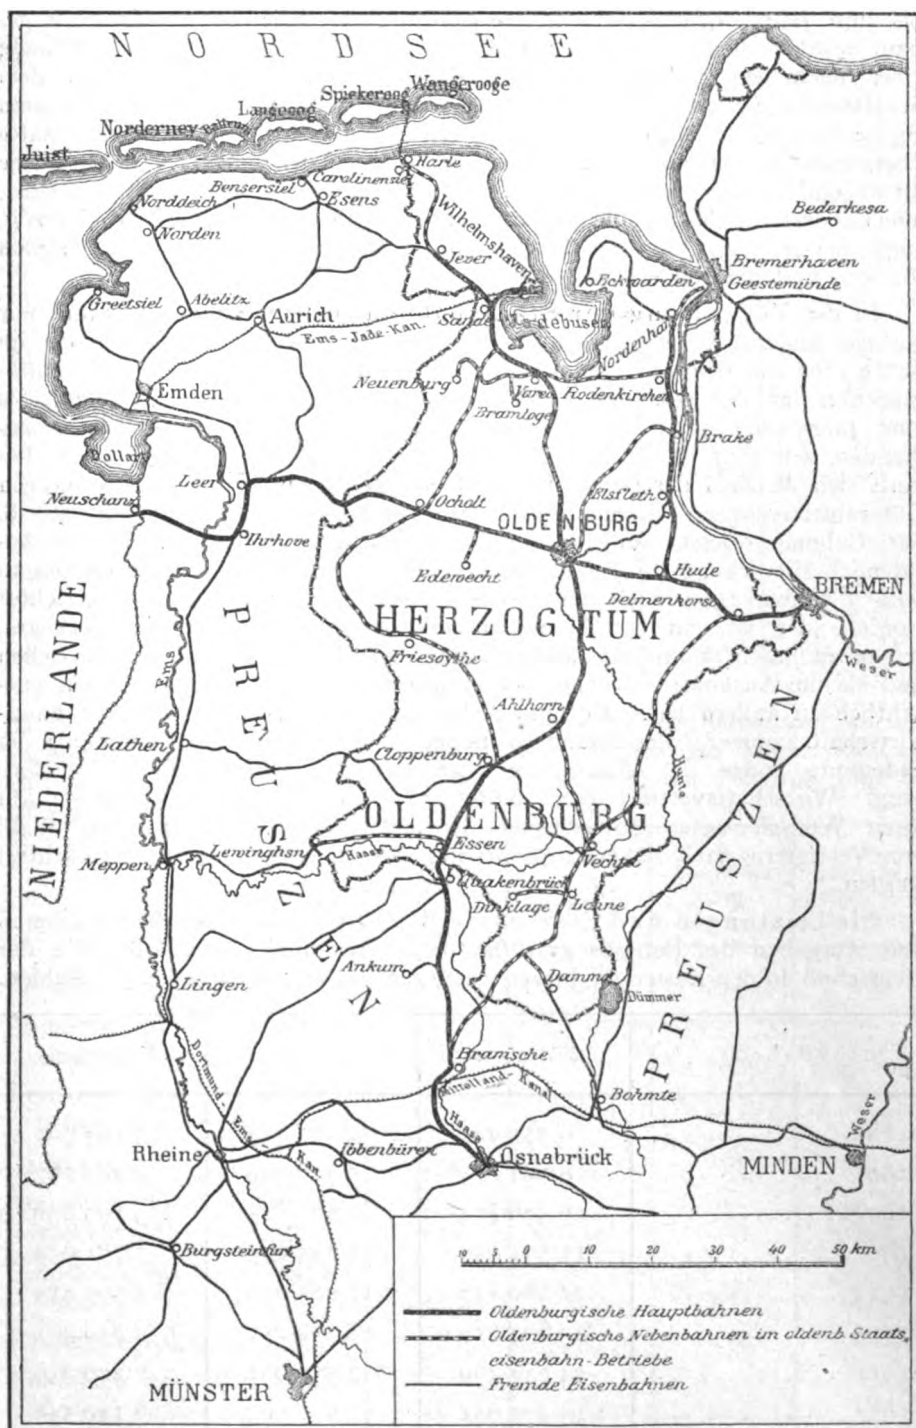 NORDSEE
Wangerooge
Spiekeroog
Langeoog
Norderney
Baltrum
Juist
Harle
Carolinensiel
Bensersiel
Esens
Norddeich
Norden
Wilhelmshaven
Bederkesa
Jever
Bremerhaven
Eckwarden
Geestemünde
Greetsiel
Abelitz
Aurich
Sande
Jadebusen
Ems-Jade-Kan.
Nordenham
Neuenburg
Varel
Rodenkirchen
Emden
Bramloge
Brake
Dollart
Leer
Neuschanz
Ocholt
Elsfleth
OLDENBURG
Ihrhove
Ederwecht
Hude
BREMEN
Delmenhorst
HERZOGTUM
NIEDERLANDE
PREUSZEN
Friesoythe
Weser
Ems
Ahlhorn
Lathen
Cloppenburg
Hunte
OLDENBURG
Meppen
Lewinghsn
Haase
Essen
Vechta
Quakenbrück
Dinklage
Lohne
PREUSZEN
Ankum
Lingen
Damme
Dümmer
Bramsche
Mittelland-Kanal
Bohmte
Dortmund-Ems-Kan.
Haase
Weser
Rheine
Ibbenbüren
Osnabrück
MINDEN
Burgsteinfurt
10 5 0 10 20 30 40 50 km
Oldenburgische Hauptbahnen
Oldenburgische Nebenbahnen im oldenb. Staats-
eisenbahn-Betriebe
Fremde Eisenbahnen
MÜNSTER